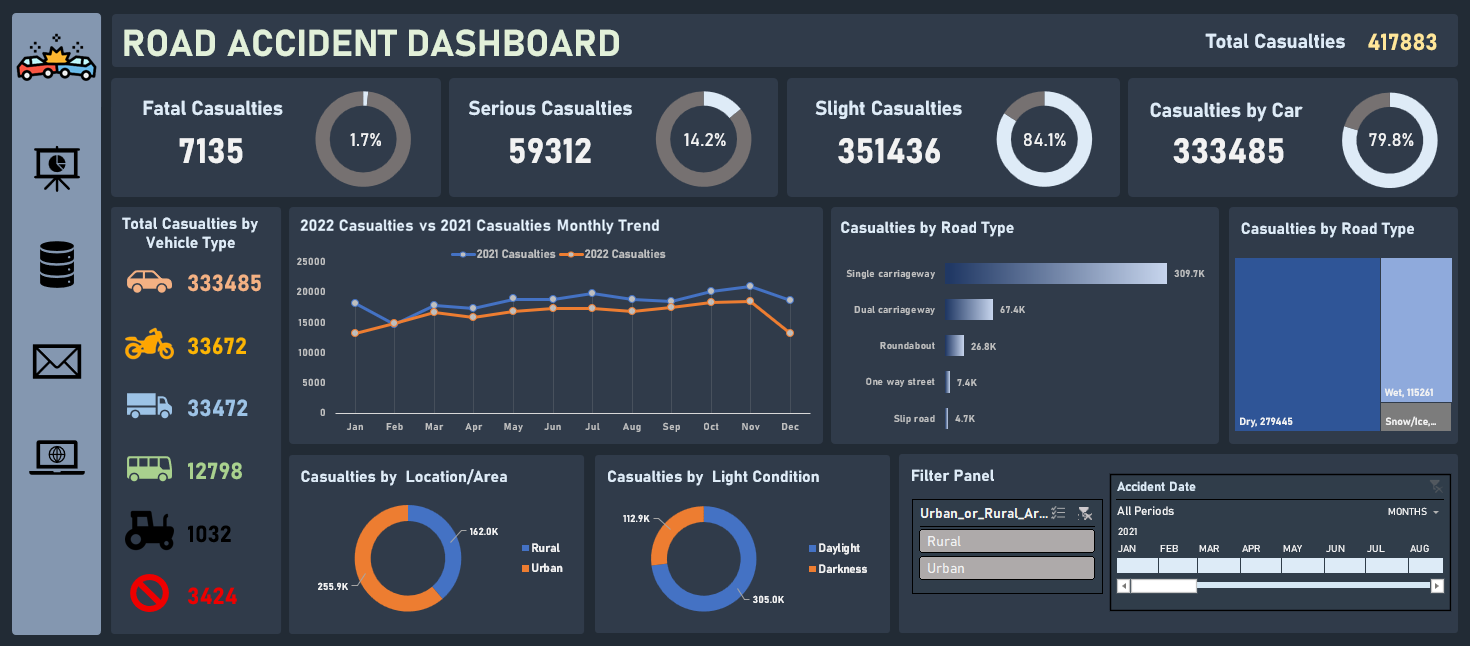 ROAD ACCIDENT DASHBOARD
Total Casualties 417883
Fatal Casualties
7135
1.7%
Serious Casualties
59312
14.2%
Slight Casualties
351436
84.1%
Casualties by Car
333485
79.8%
Total Casualties by
Vehicle Type
333485
33672
33472
12798
1032
3424
2022 Casualties vs 2021 Casualties Monthly Trend
2021 Casualties 2022 Casualties
25000
20000
15000
10000
5000
0
Jan Feb Mar Apr May Jun Jul Aug Sep Oct Nov Dec
Casualties by Road Type
Single carriageway 309.7K
Dual carriageway 67.4K
Roundabout 26.8K
One way street 7.4K
Slip road 4.7K
Casualties by Road Type
Wet, 115261
Dry, 279445
Snow/Ice,...
Casualties by Location/Area
162.0K
255.9K
Rural
Urban
Casualties by Light Condition
112.9K
305.0K
Daylight
Darkness
Filter Panel
Urban_or_Rural_Ar...
Rural
Urban
Accident Date
All Periods MONTHS
2021
JAN FEB MAR APR MAY JUN JUL AUG